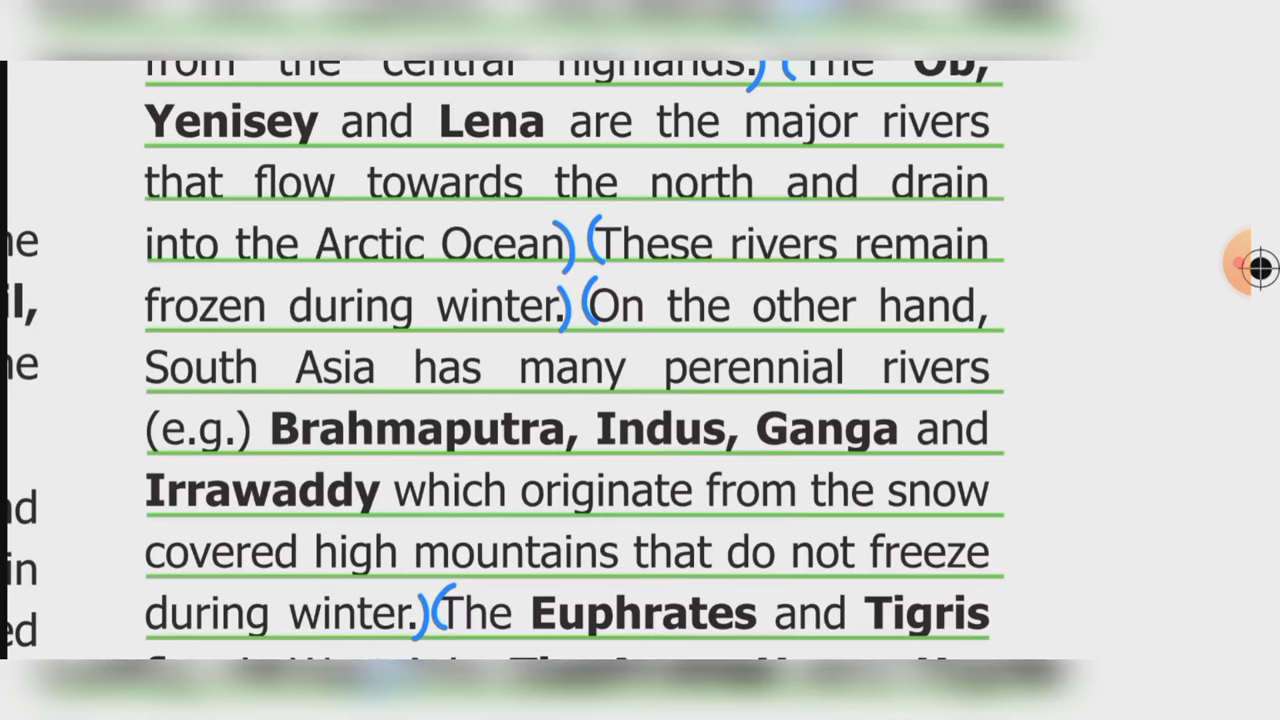 from the central highlands.) (The Ob,
Yenisey and Lena are the major rivers
that flow towards the north and drain
into the Arctic Ocean) (These rivers remain
frozen during winter.) (On the other hand,
South Asia has many perennial rivers
(e.g.) Brahmaputra, Indus, Ganga and
Irrawaddy which originate from the snow
covered high mountains that do not freeze
during winter.) (The Euphrates and Tigris